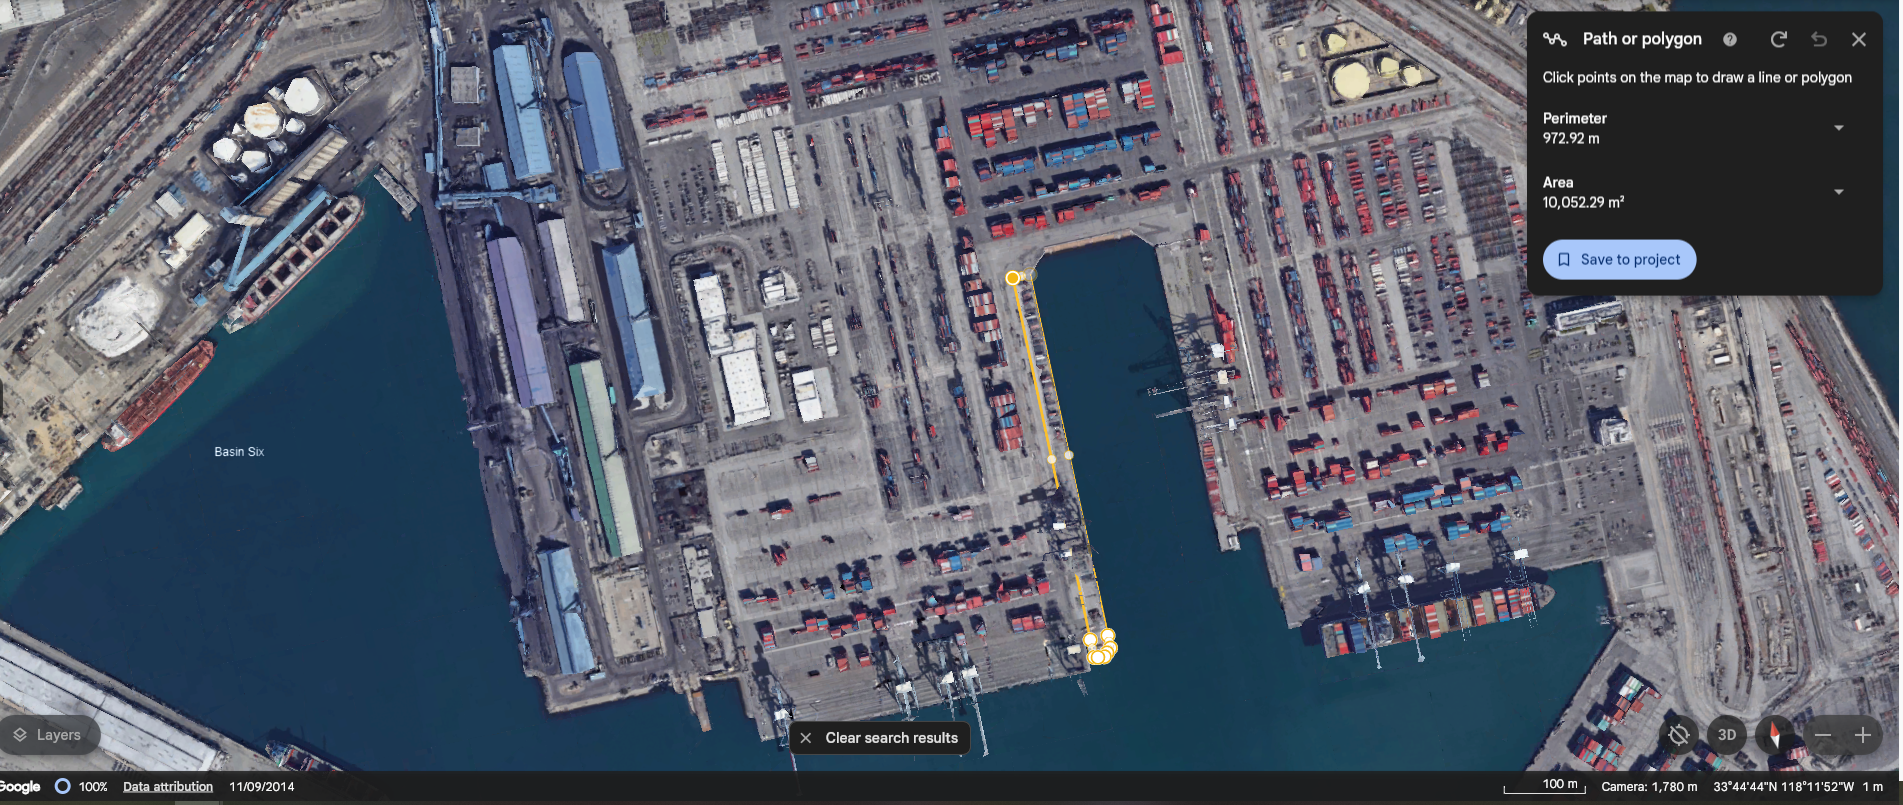 Path or polygon
Click points on the map to draw a line or polygon
Perimeter
972.92 m
Area
10,052.29 m²
Save to project
Basin Six
Layers
Clear search results
3D
Google 100% Data attribution 11/09/2014 100 m Camera: 1,780 m 33°44'44"N 118°11'52"W 1 m